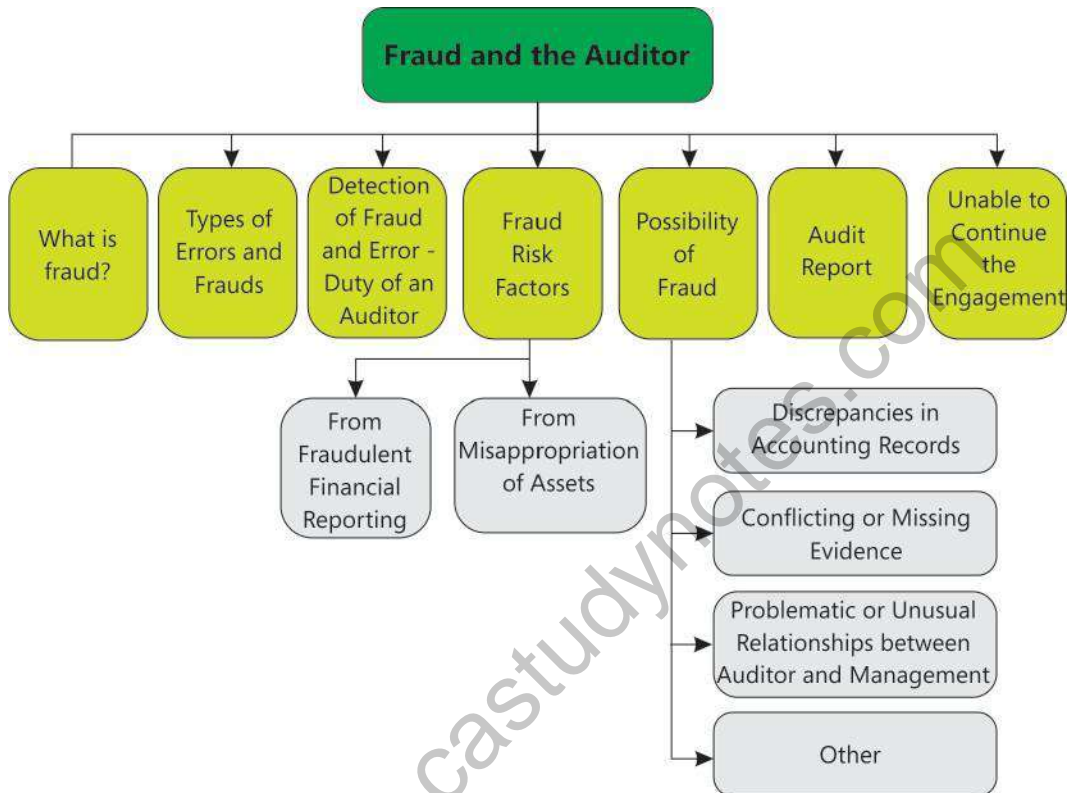 Fraud and the Auditor
What is
fraud?
Types of
Errors and
Frauds
Detection
of Fraud
and Error -
Duty of an
Auditor
Fraud
Risk
Factors
Possibility
of
Fraud
Audit
Report
Unable to
Continue
the
Engagement
From
Fraudulent
Financial
Reporting
From
Misappropriation
of Assets
Discrepancies in
Accounting Records
Conflicting or Missing
Evidence
Problematic or Unusual
Relationships between
Auditor and Management
Other
castudynotes.com